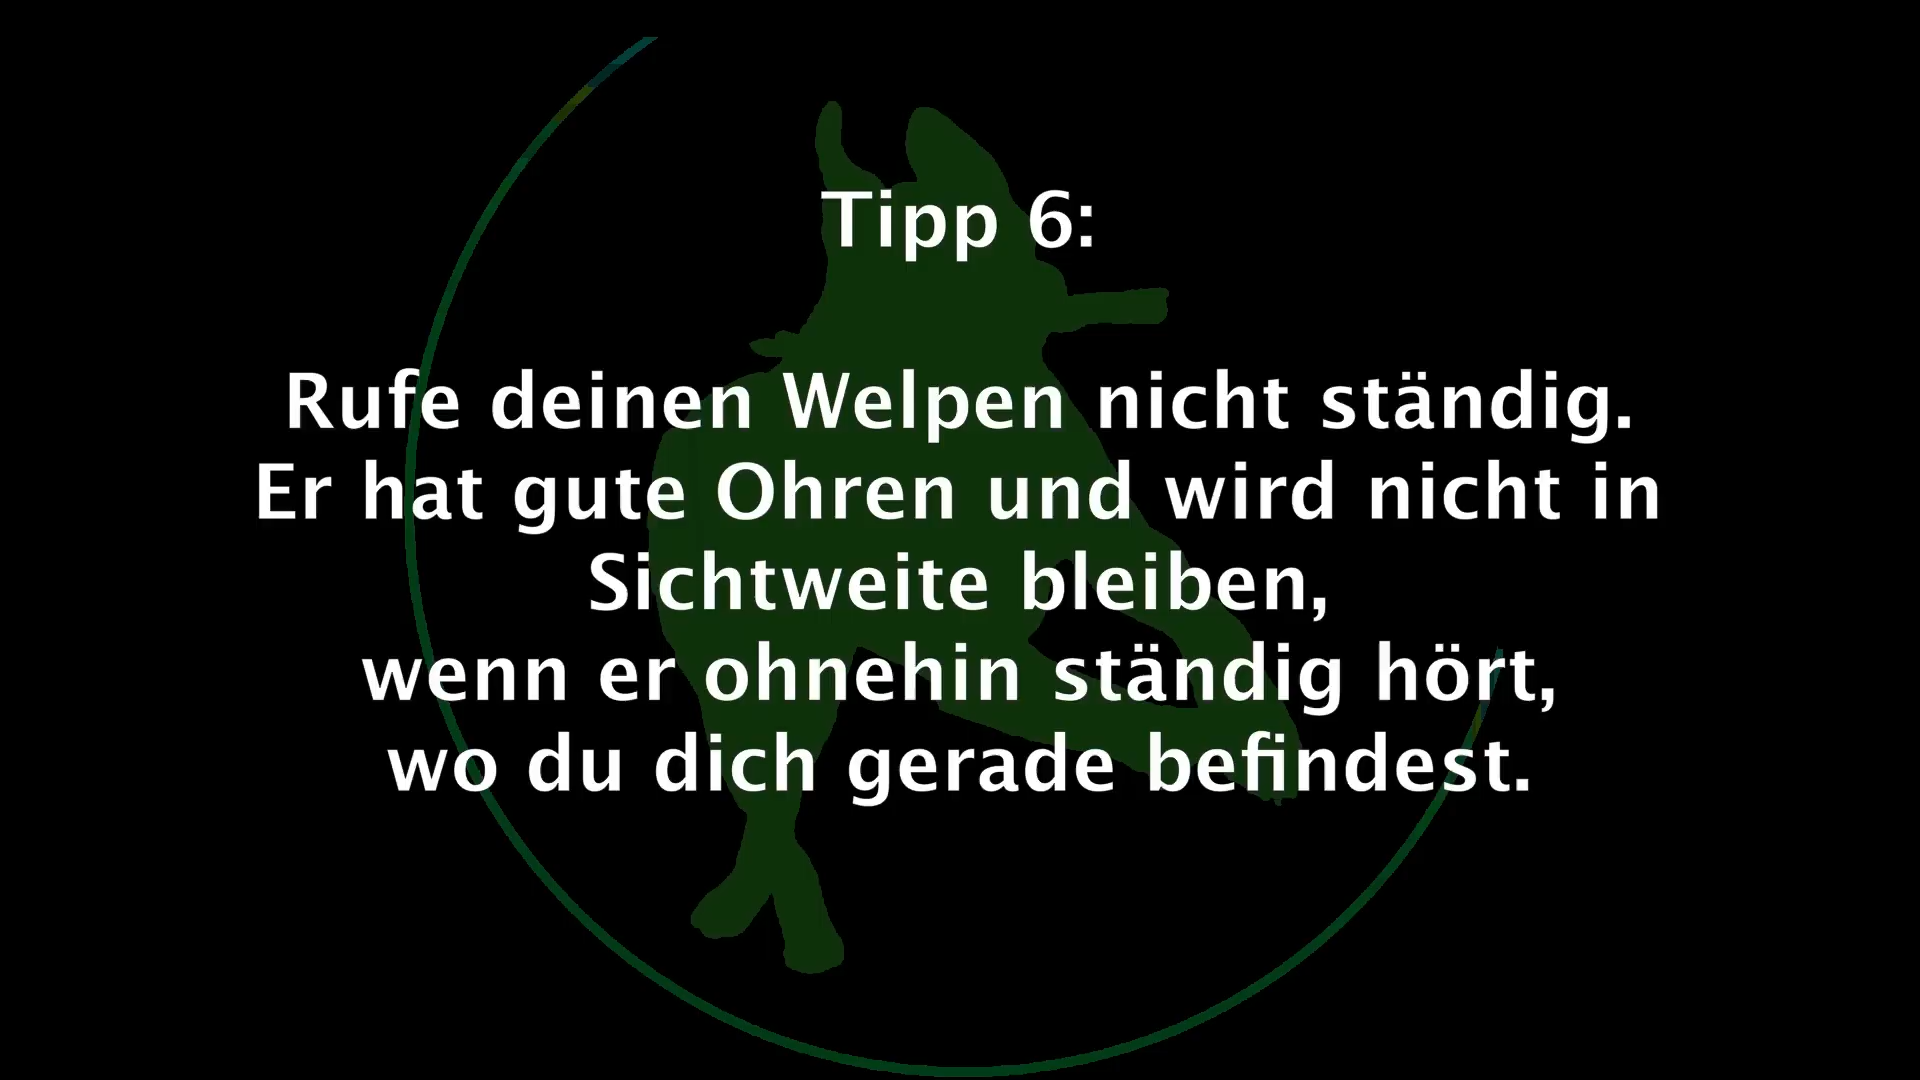 Tipp 6:
Rufe deinen Welpen nicht ständig.
Er hat gute Ohren und wird nicht in
Sichtweite bleiben,
wenn er ohnehin ständig hört,
wo du dich gerade befindest.